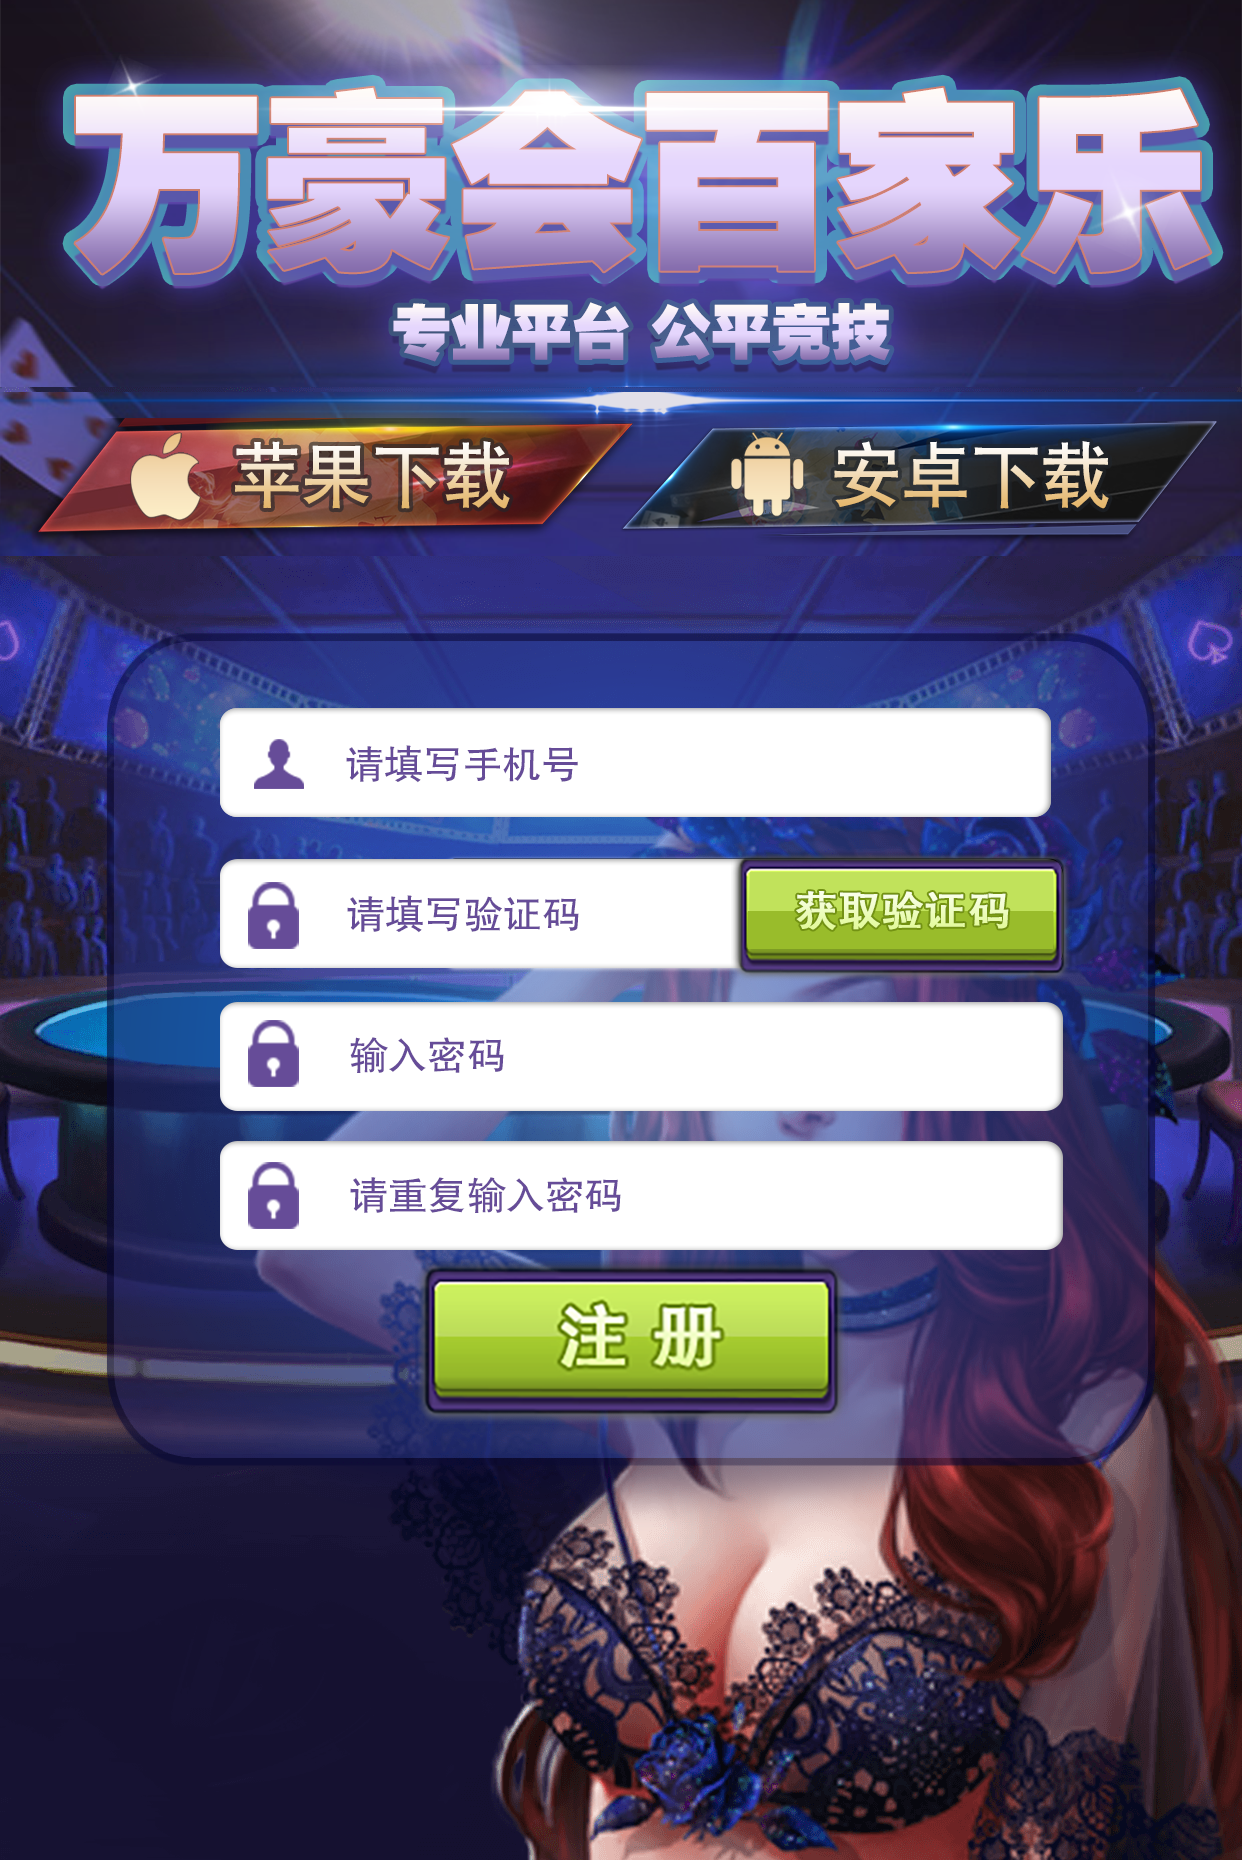 万豪会百家乐
专业平台 公平竞技
苹果下载 安卓下载
请填写手机号
请填写验证码 获取验证码
输入密码
请重复输入密码
注 册